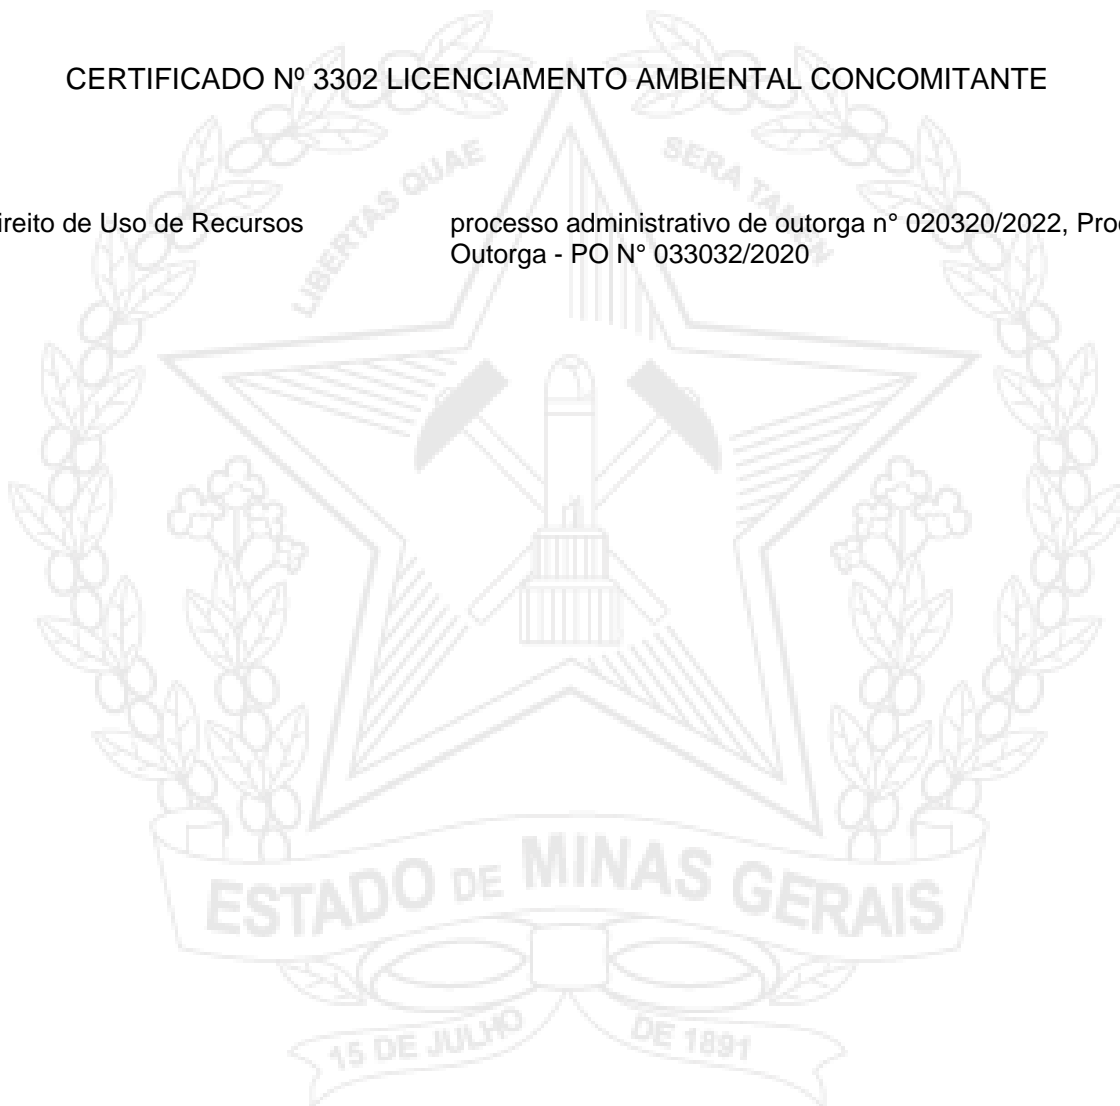 CERTIFICADO Nº 3302 LICENCIAMENTO AMBIENTAL CONCOMITANTE
LIBERTAS QUAE
SERA TAMEN
ireito de Uso de Recursos
processo administrativo de outorga n° 020320/2022, Proc
Outorga - PO N° 033032/2020
ESTADO DE MINAS GERAIS
15 DE JULHO
DE 1891